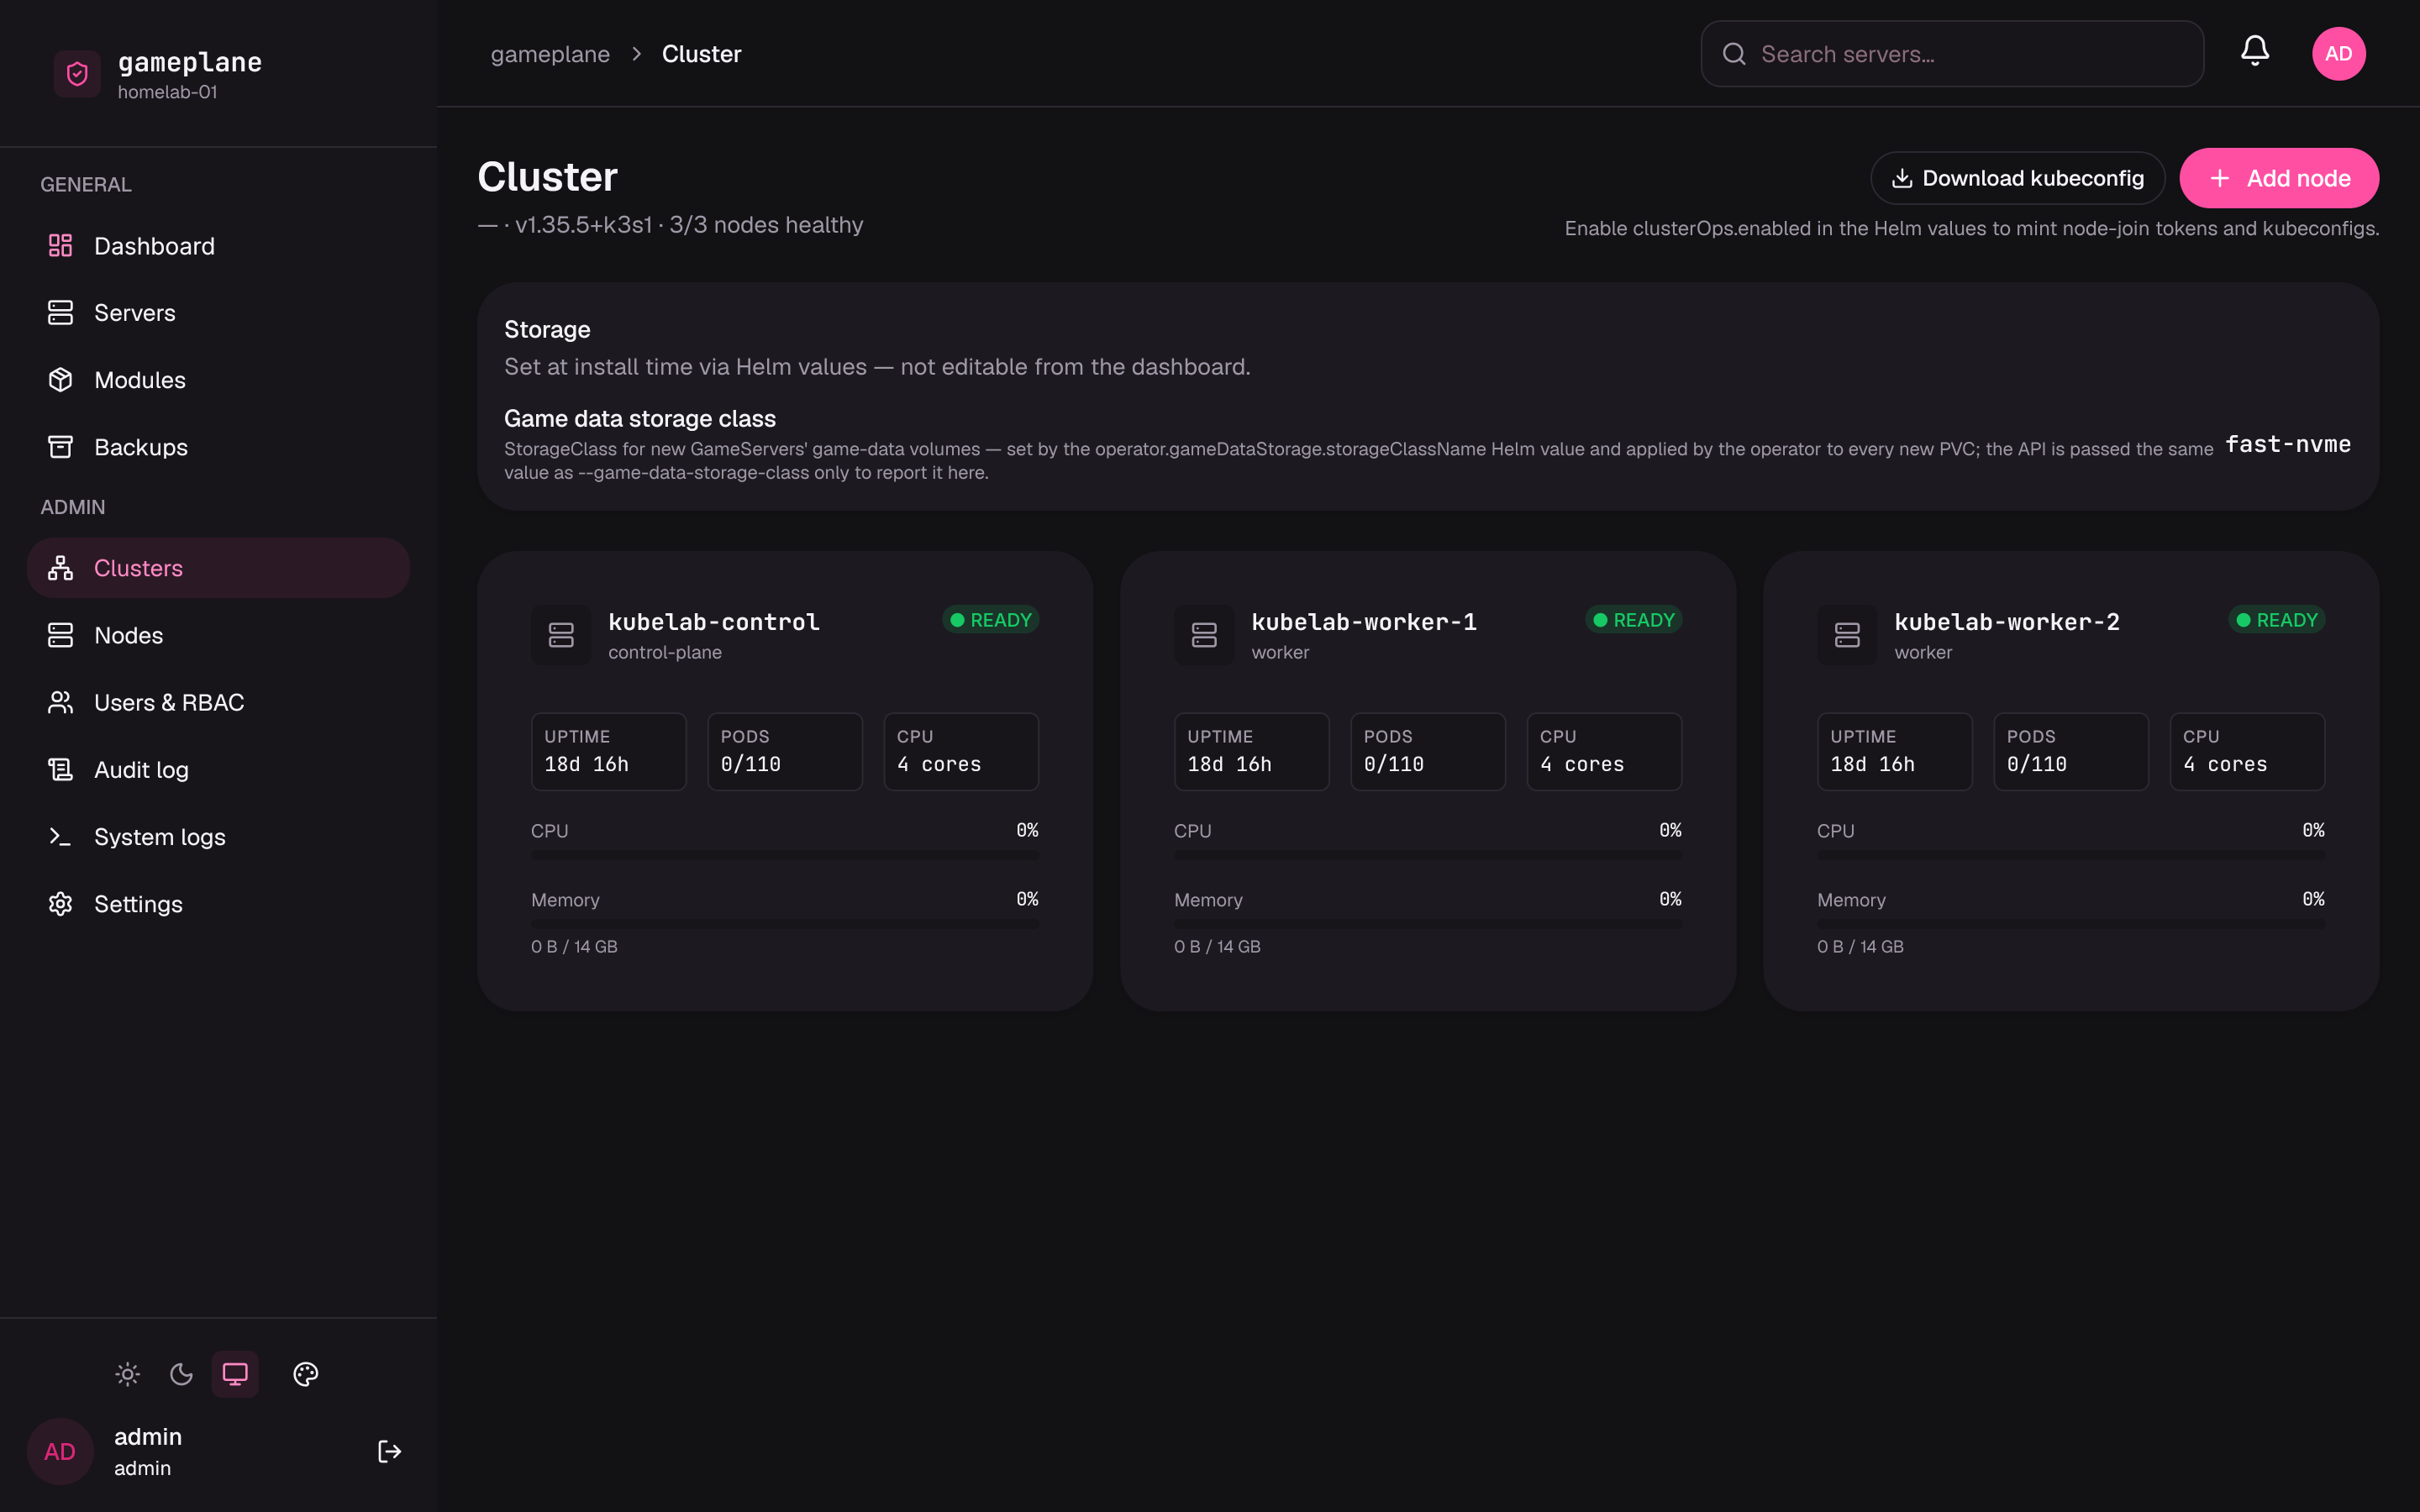 gameplane
homelab-01
GENERAL
Dashboard
Servers
Modules
Backups
ADMIN
Clusters
Nodes
Users & RBAC
Audit log
System logs
Settings
AD
admin
admin
gameplane > Cluster
Search servers...
AD
Cluster
— · v1.35.5+k3s1 · 3/3 nodes healthy
Download kubeconfig
Add node
Enable clusterOps.enabled in the Helm values to mint node-join tokens and kubeconfigs.
Storage
Set at install time via Helm values — not editable from the dashboard.
Game data storage class
StorageClass for new GameServers' game-data volumes — set by the operator.gameDataStorage.storageClassName Helm value and applied by the operator to every new PVC; the API is passed the same
value as --game-data-storage-class only to report it here.
fast-nvme
kubelab-control
control-plane
READY
UPTIME
18d 16h
PODS
0/110
CPU
4 cores
CPU 0%
Memory 0%
0 B / 14 GB
kubelab-worker-1
worker
READY
UPTIME
18d 16h
PODS
0/110
CPU
4 cores
CPU 0%
Memory 0%
0 B / 14 GB
kubelab-worker-2
worker
READY
UPTIME
18d 16h
PODS
0/110
CPU
4 cores
CPU 0%
Memory 0%
0 B / 14 GB